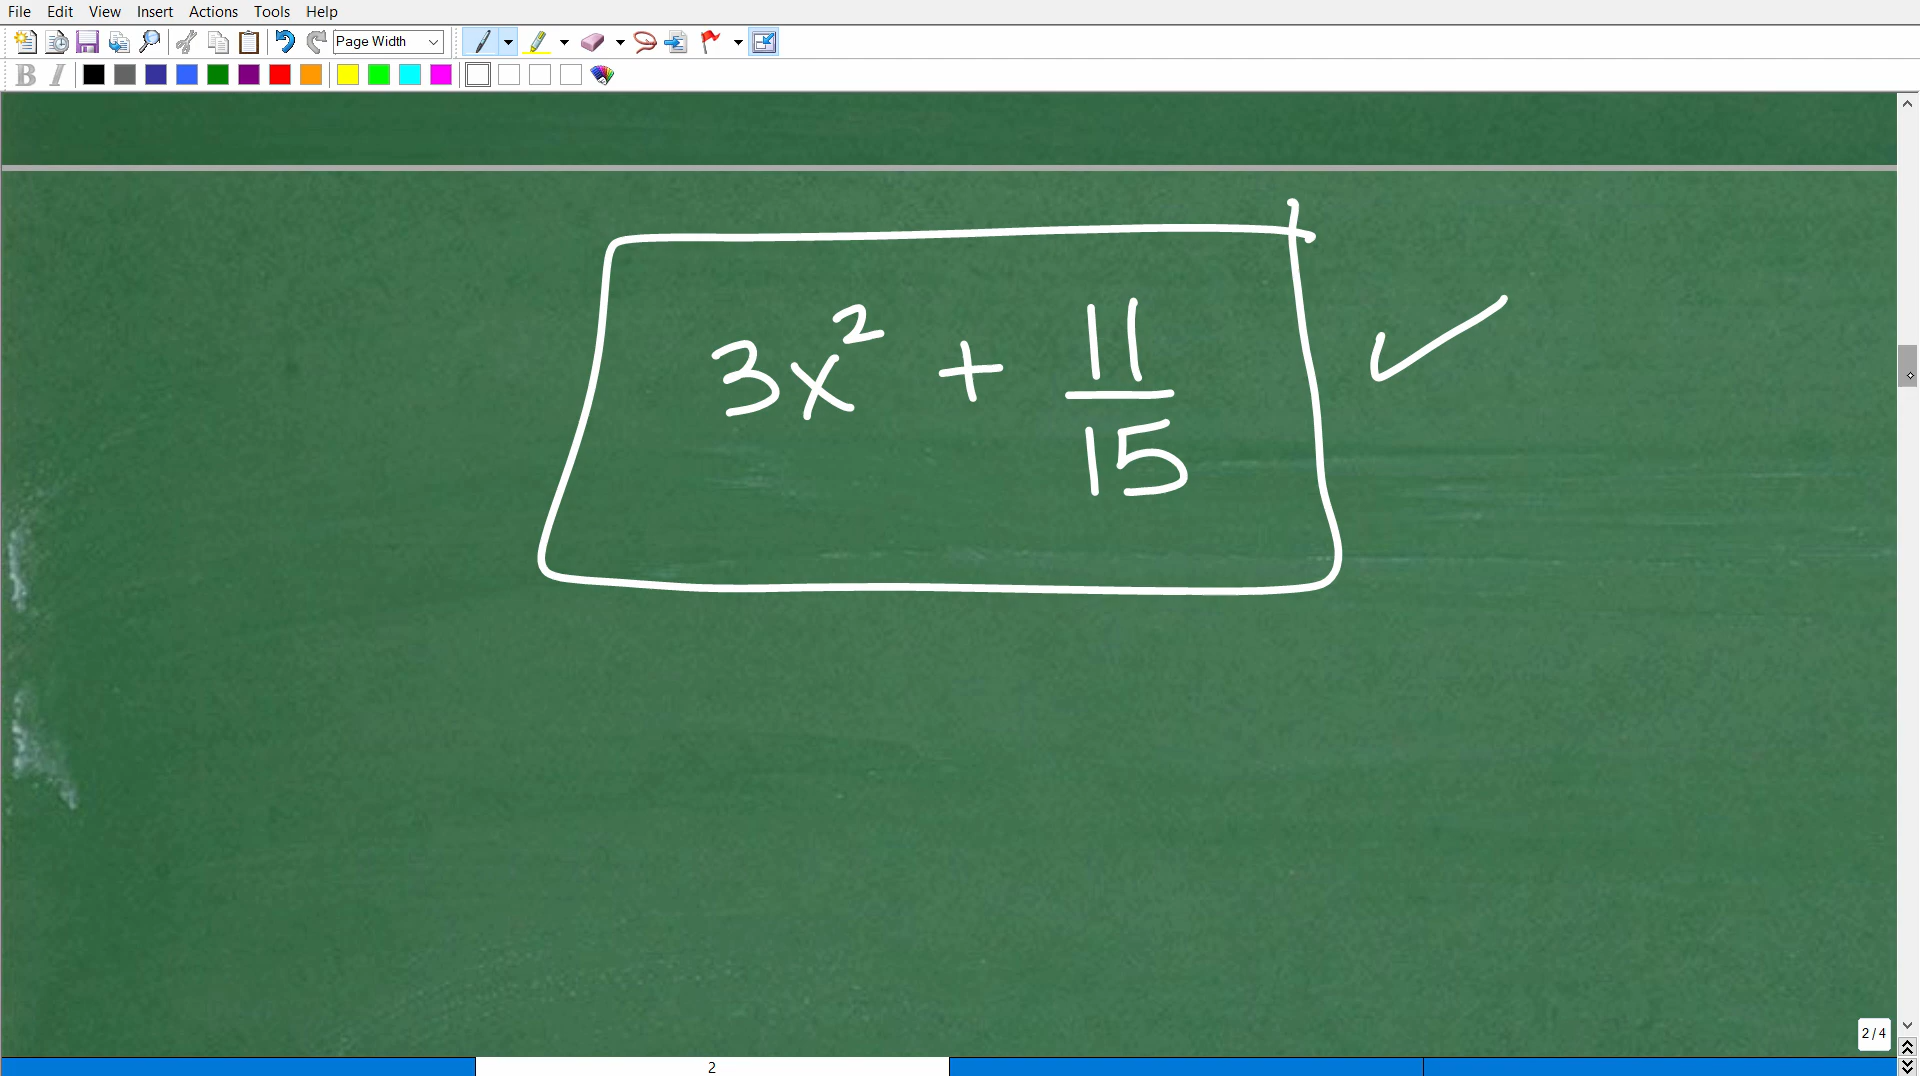 File Edit View Insert Actions Tools Help
Page Width
B I
3x² + 11/15
2 / 4
2